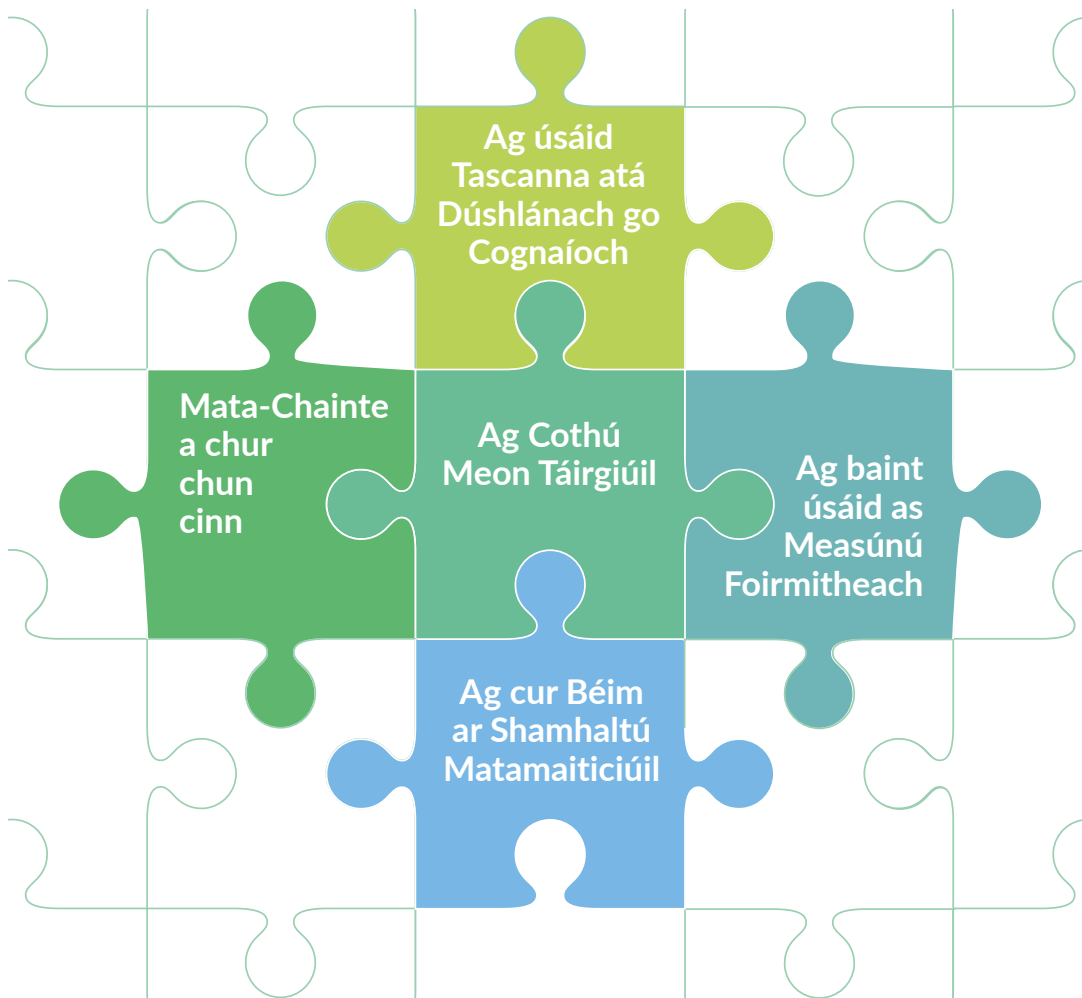 Ag úsáid
Tascanna atá
Dúshlánach go
Cognaíoch
Mata-Chainte
a chur
chun
cinn
Ag Cothú
Meon Táirgiúil
Ag baint
úsáid as
Measúnú
Foirmitheach
Ag cur Béim
ar Shamhaltú
Matamaiticiúil